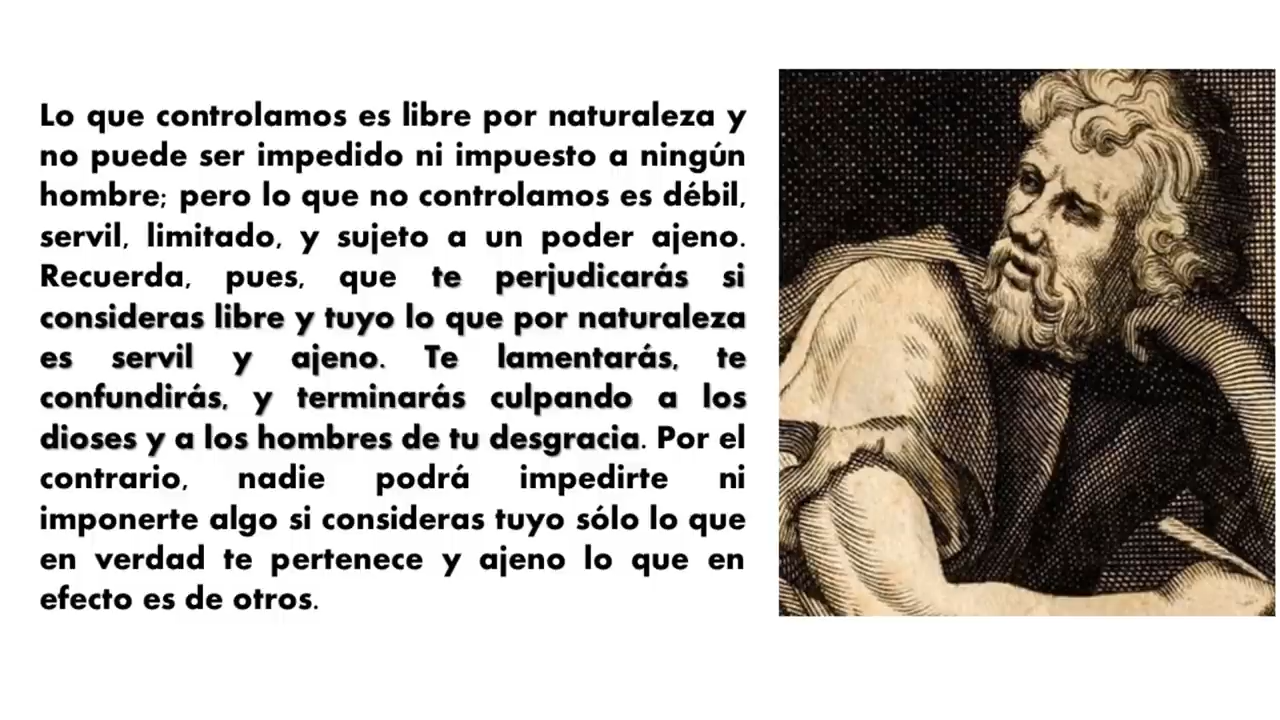 Lo que controlamos es libre por naturaleza y
no puede ser impedido ni impuesto a ningún
hombre; pero lo que no controlamos es débil,
servil, limitado, y sujeto a un poder ajeno.
Recuerda, pues, que te perjudicarás si
consideras libre y tuyo lo que por naturaleza
es servil y ajeno. Te lamentarás, te
confundirás, y terminarás culpando a los
dioses y a los hombres de tu desgracia. Por el
contrario, nadie podrá impedirte ni
imponerte algo si consideras tuyo sólo lo que
en verdad te pertenece y ajeno lo que en
efecto es de otros.